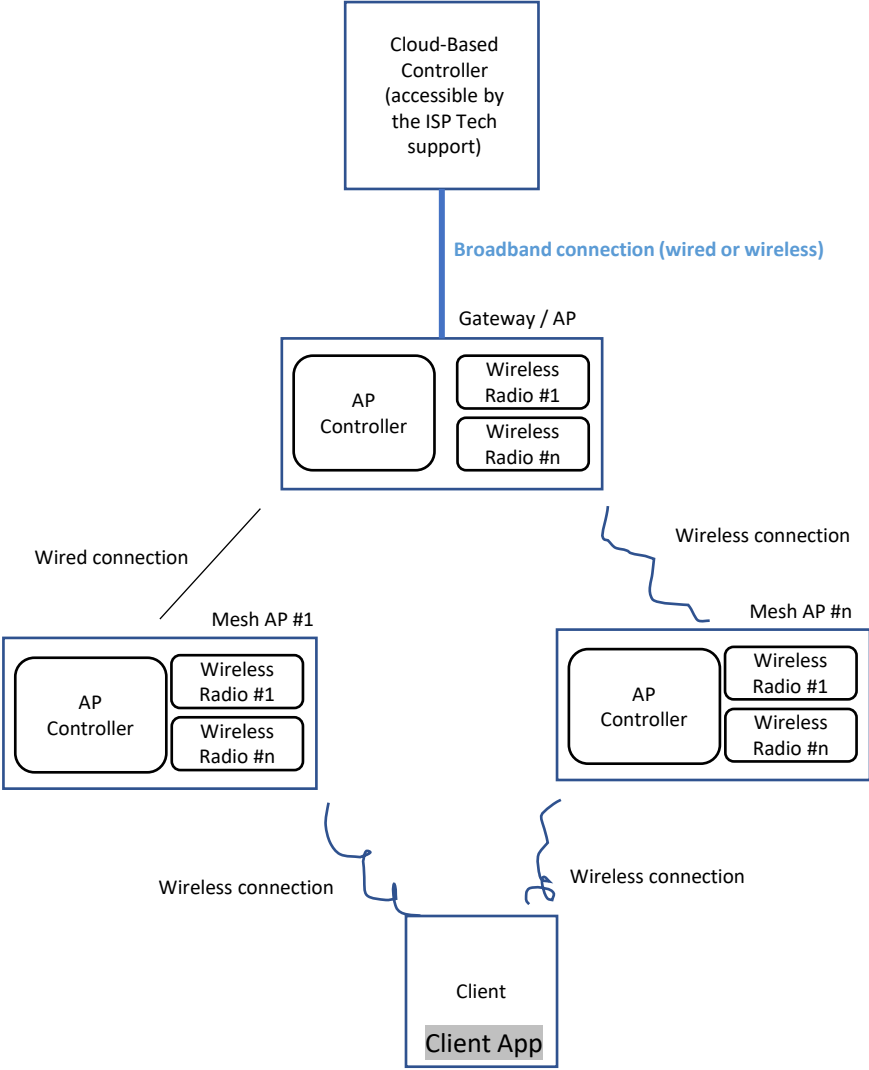 Cloud-Based
Controller
(accessible by
the ISP Tech
support)
Broadband connection (wired or wireless)
Gateway / AP
AP
Controller
Wireless
Radio #1
Wireless
Radio #n
Wired connection
Wireless connection
Mesh AP #1
AP
Controller
Wireless
Radio #1
Wireless
Radio #n
Mesh AP #n
AP
Controller
Wireless
Radio #1
Wireless
Radio #n
Wireless connection
Wireless connection
Client
Client App